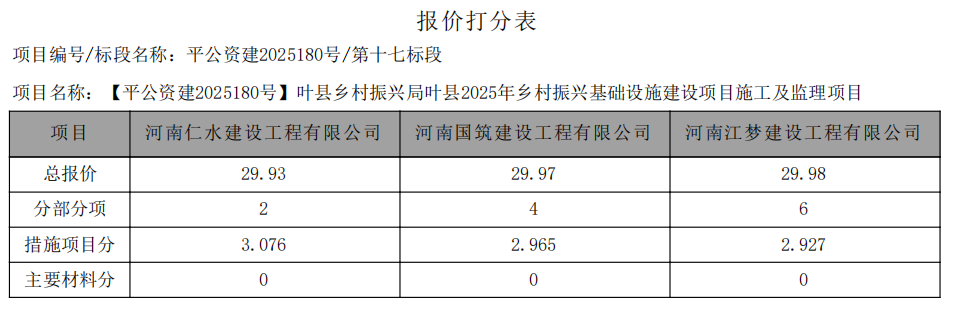 报价打分表
项目编号/标段名称：平公资建2025180号/第十七标段
项目名称：【平公资建2025180号】叶县乡村振兴局叶县2025年乡村振兴基础设施建设项目施工及监理项目
项目 河南仁水建设工程有限公司 河南国筑建设工程有限公司 河南江梦建设工程有限公司
总报价 29.93 29.97 29.98
分部分项 2 4 6
措施项目分 3.076 2.965 2.927
主要材料分 0 0 0